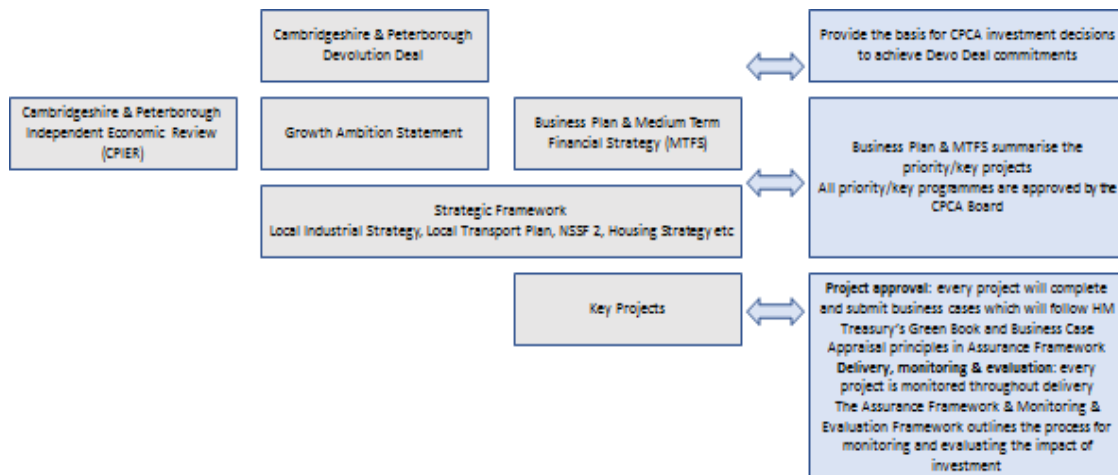 Cambridgeshire & Peterborough
Devolution Deal
Provide the basis for CPCA investment decisions
to achieve Devo Deal commitments
Cambridgeshire & Peterborough
Independent Economic Review
(CPIER)
Growth Ambition Statement
Business Plan & Medium Term
Financial Strategy (MTFS)
Business Plan & MTFS summarise the
priority/key projects
All priority/key programmes are approved by the
CPCA Board
Strategic Framework
Local Industrial Strategy, Local Transport Plan, NSSF 2, Housing Strategy etc
Key Projects
Project approval: every project will complete
and submit business cases which will follow HM
Treasury's Green Book and Business Case
Appraisal principles in Assurance Framework
Delivery, monitoring & evaluation: every
project is monitored throughout delivery
The Assurance Framework & Monitoring &
Evaluation Framework outlines the process for
monitoring and evaluating the impact of
investment